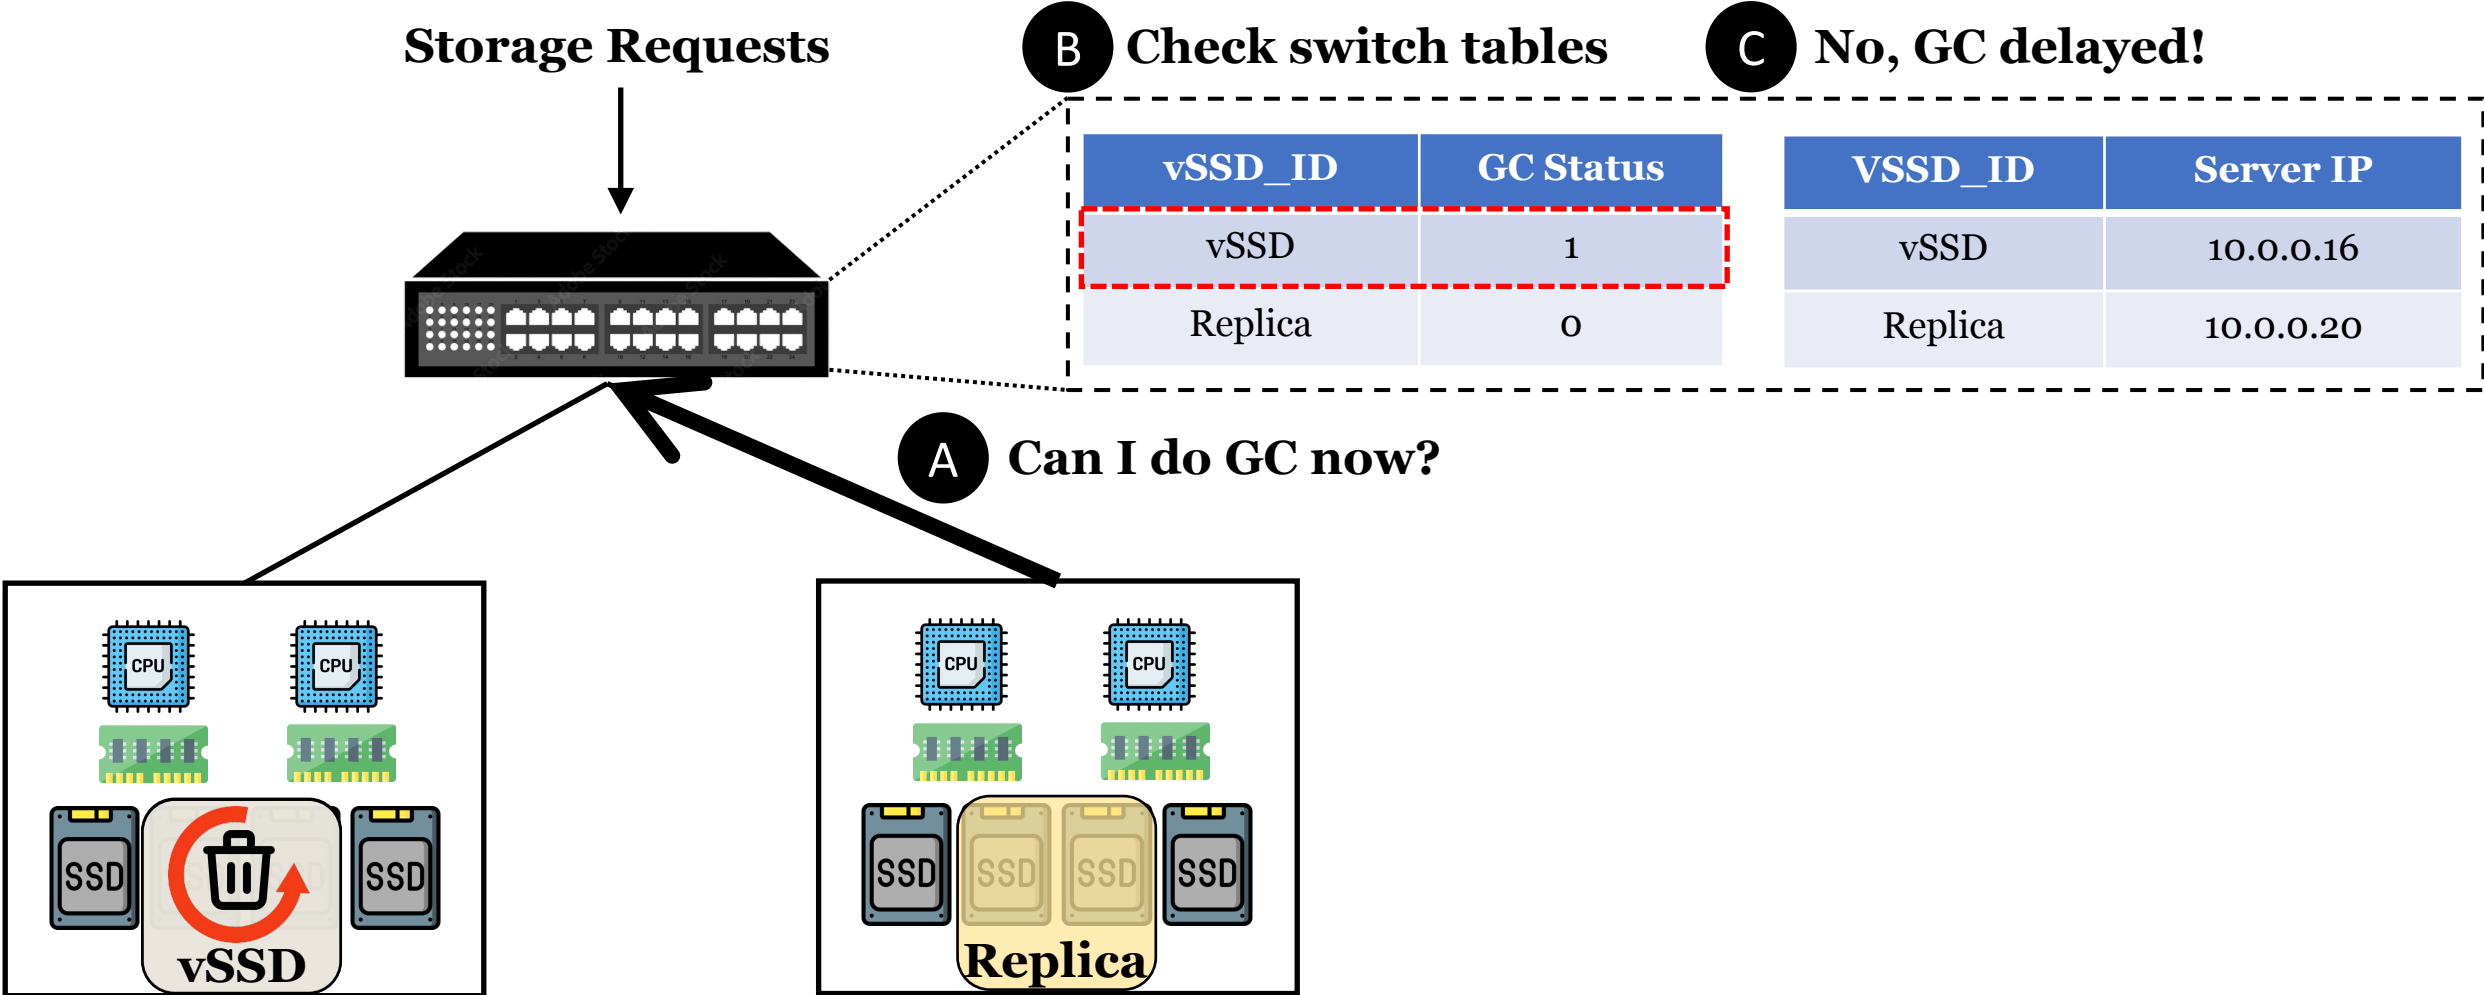 Storage Requests
B Check switch tables
C No, GC delayed!
vSSD_ID GC Status
vSSD 1
Replica 0
VSSD_ID Server IP
vSSD 10.0.0.16
Replica 10.0.0.20
A Can I do GC now?
CPU CPU
CPU CPU
SSD SSD
vSSD
SSD SSD SSD SSD
Replica